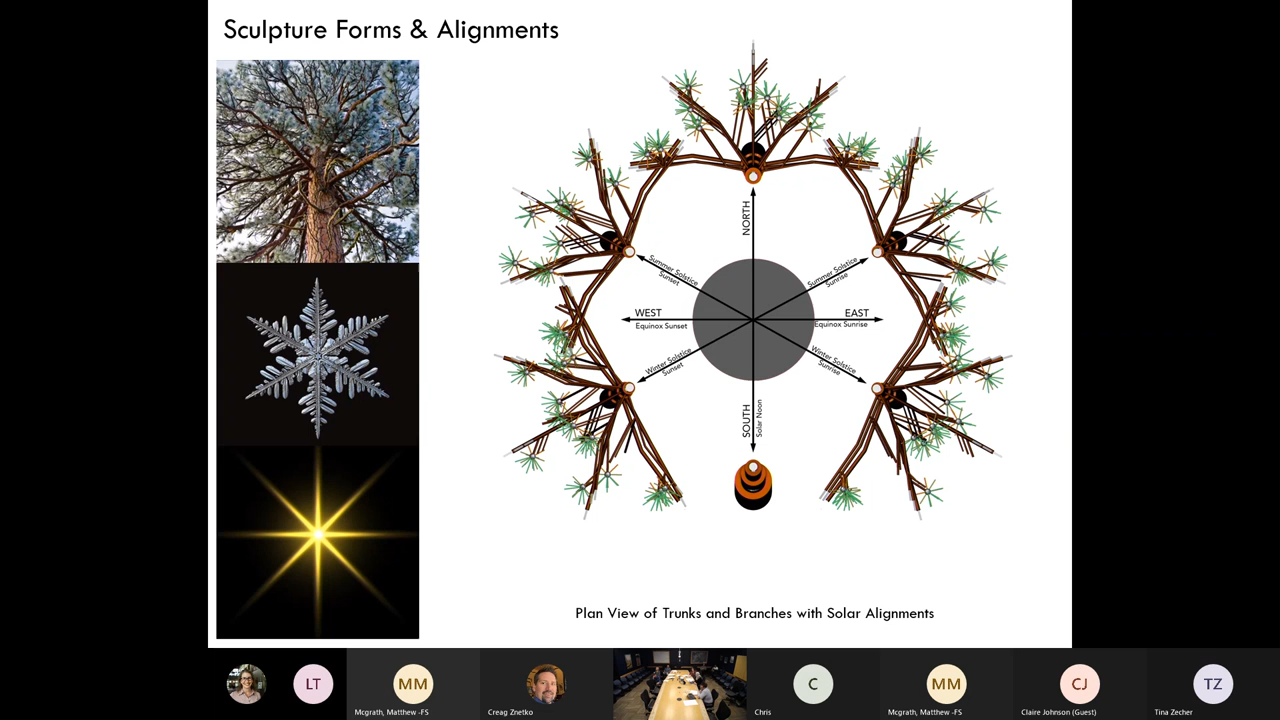 Sculpture Forms & Alignments
NORTH
Summer Solstice
Sunset
Summer Solstice
Sunrise
WEST
Equinox Sunset
EAST
Equinox Sunrise
Winter Solstice
Sunset
Winter Solstice
Sunrise
SOUTH
Solar Noon
Plan View of Trunks and Branches with Solar Alignments
LT
MM
Mcgrath, Matthew -FS
Creag Znetko
C
Chris
MM
Mcgrath, Matthew -FS
CJ
Claire Johnson (Guest)
TZ
Tina Zecher